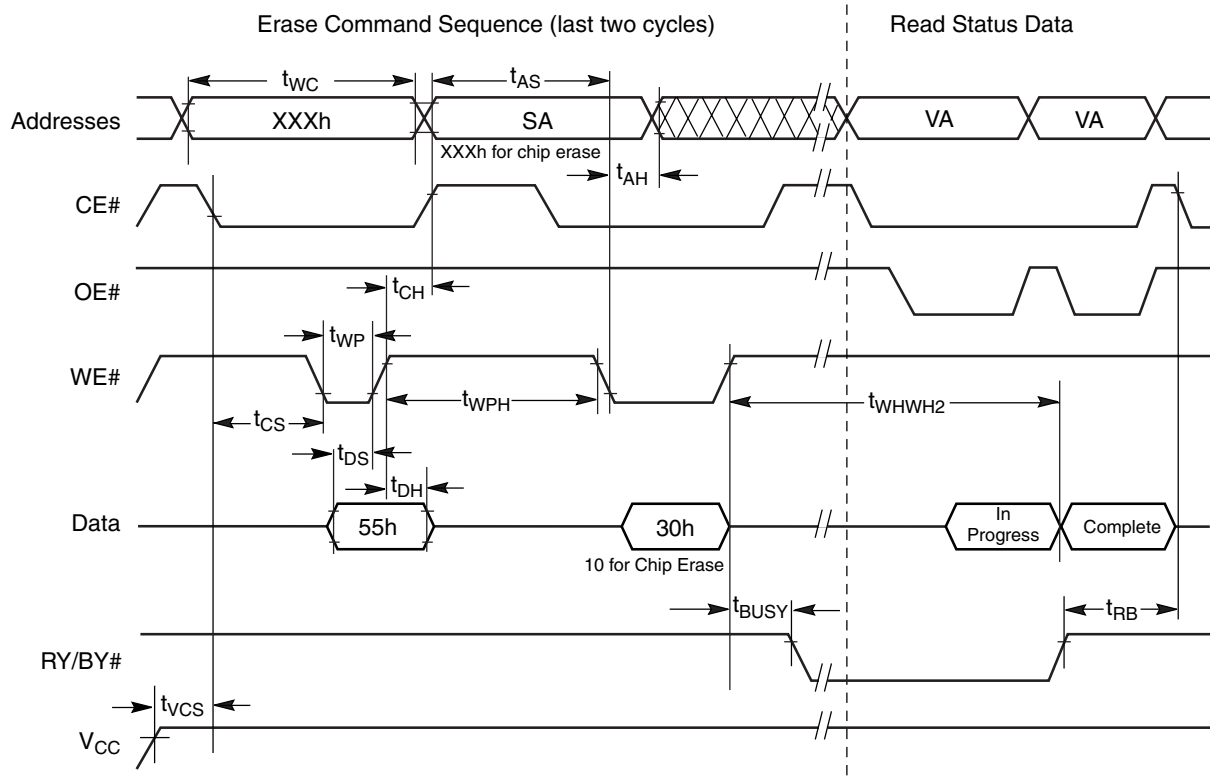 Erase Command Sequence (last two cycles) Read Status Data
tWC tAS
Addresses XXXh SA VA VA
XXXh for chip erase
tAH
CE#
OE#
tCH
tWP
WE#
tWPH tWHWH2
tCS
tDS
tDH
Data 55h 30h In Progress Complete
10 for Chip Erase
tBUSY tRB
RY/BY#
tVCS
VCC